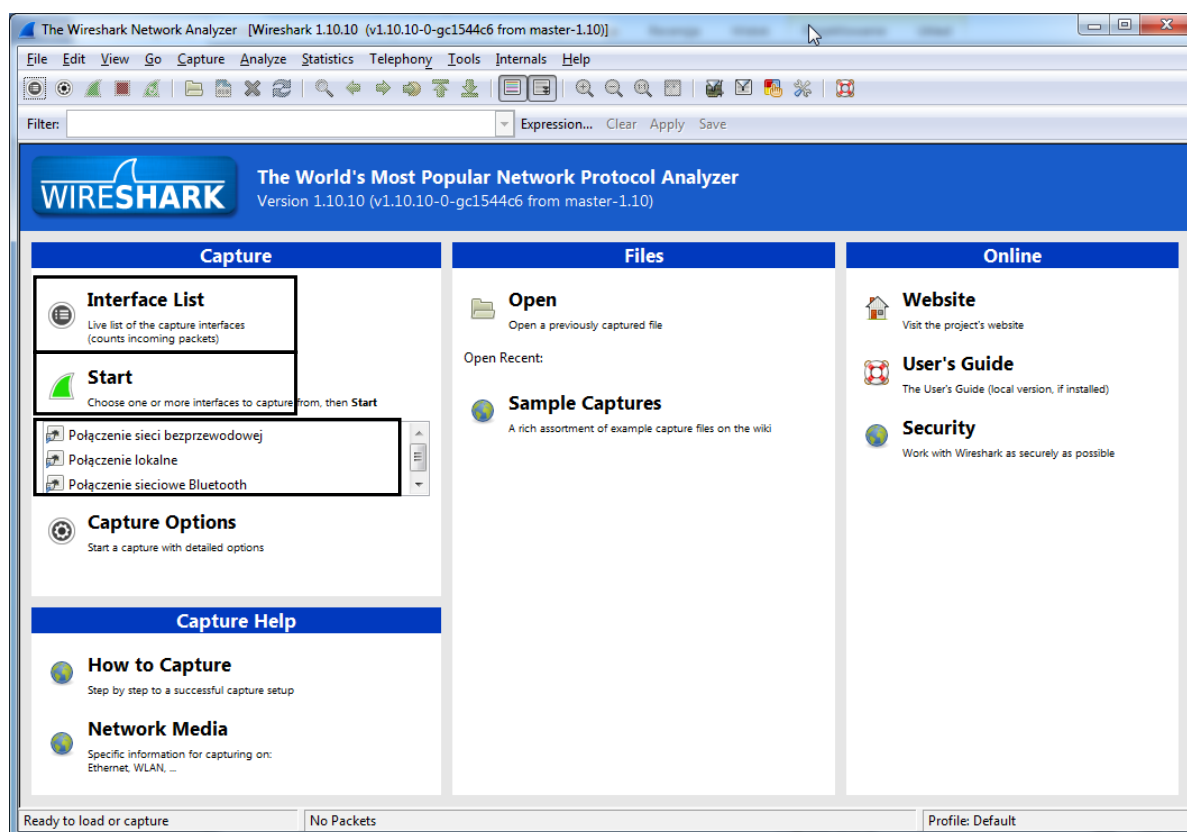 The Wireshark Network Analyzer [Wireshark 1.10.10 (v1.10.10-0-gc1544c6 from master-1.10)]
File Edit View Go Capture Analyze Statistics Telephony Tools Internals Help
Filter: Expression... Clear Apply Save
WIRESHARK
The World's Most Popular Network Protocol Analyzer
Version 1.10.10 (v1.10.10-0-gc1544c6 from master-1.10)
Capture
Interface List
Live list of the capture interfaces
(counts incoming packets)
Start
Choose one or more interfaces to capture from, then Start
Połączenie sieci bezprzewodowej
Połączenie lokalne
Połączenie sieciowe Bluetooth
Capture Options
Start a capture with detailed options
Capture Help
How to Capture
Step by step to a successful capture setup
Network Media
Specific information for capturing on:
Ethernet, WLAN, ...
Files
Open
Open a previously captured file
Open Recent:
Sample Captures
A rich assortment of example capture files on the wiki
Online
Website
Visit the project's website
User's Guide
The User's Guide (local version, if installed)
Security
Work with Wireshark as securely as possible
Ready to load or capture
No Packets
Profile: Default